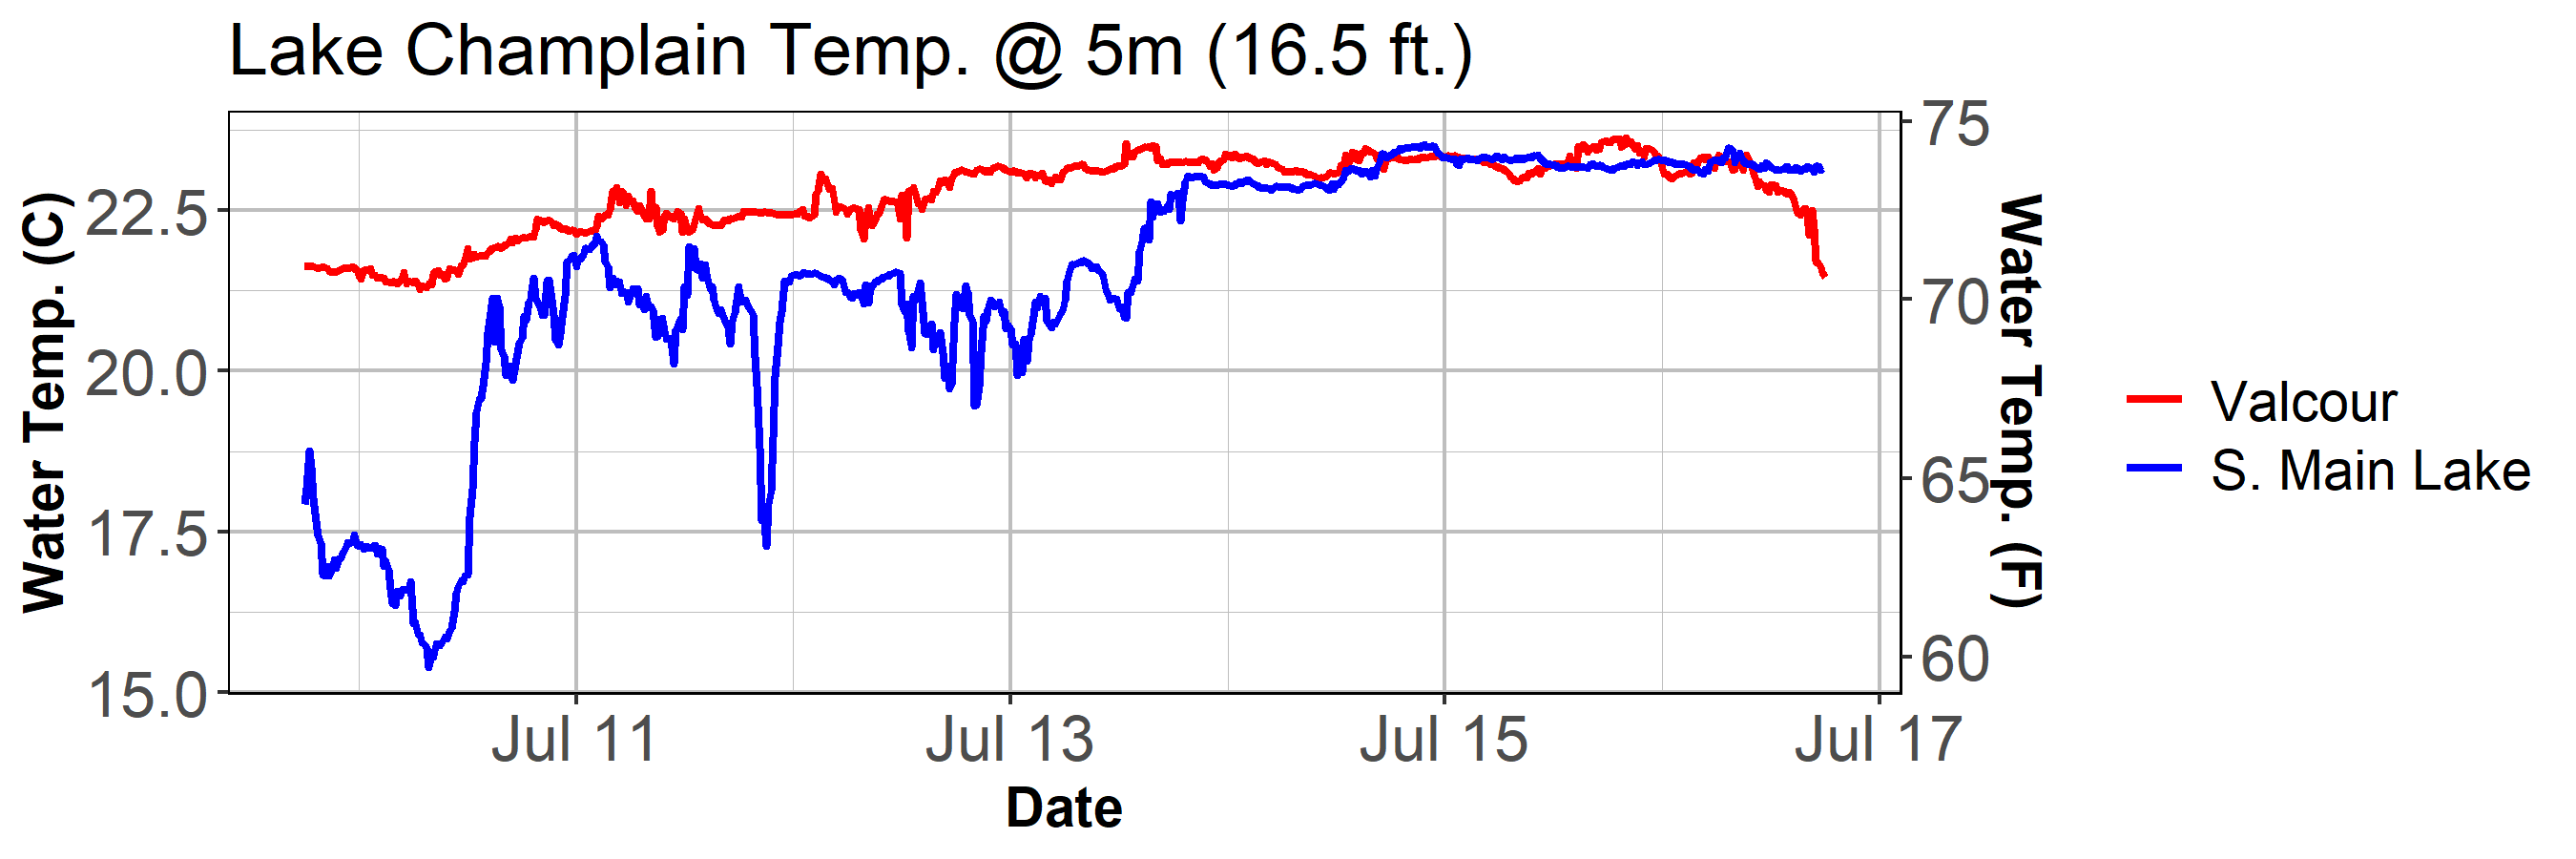 Lake Champlain Temp. @ 5m (16.5 ft.)
Water Temp. (C)
22.5
20.0
17.5
15.0
75
70
65
60
Water Temp. (F)
Jul 11
Jul 13
Jul 15
Jul 17
Date
Valcour
S. Main Lake